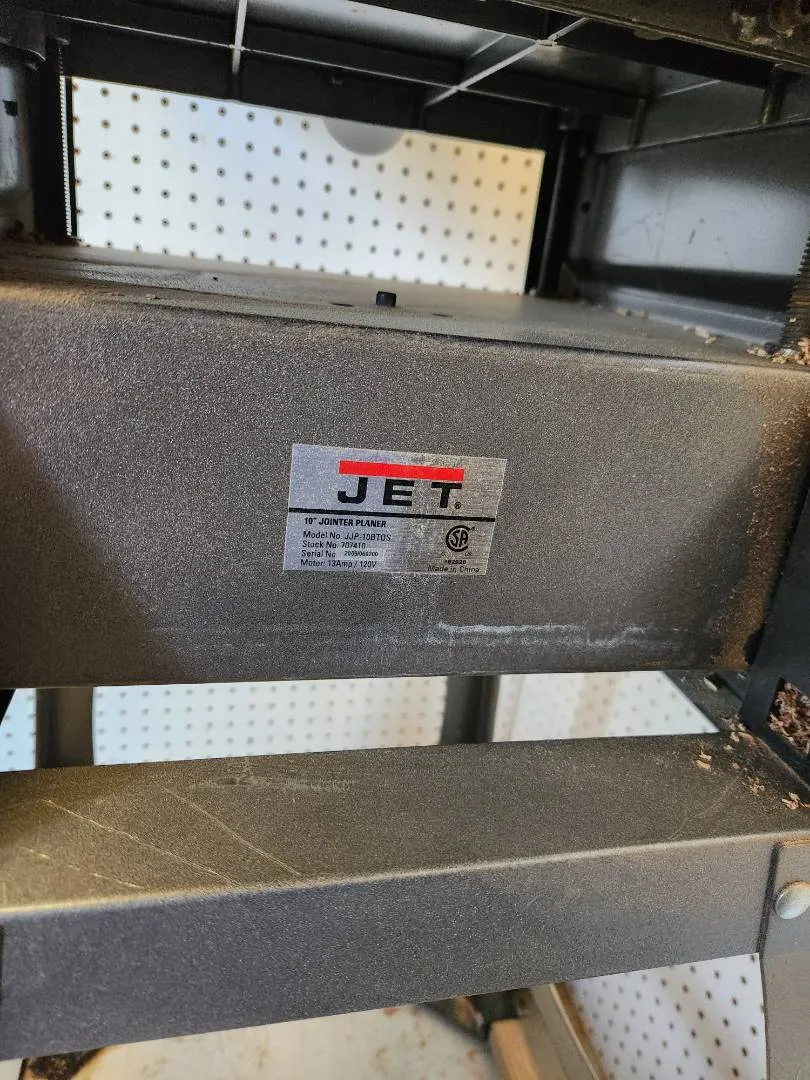 JET®
10" JOINTER PLANER
Model No. JJP-10BTOS
Stock No. 707410
Serial No
Motor: 13Amp / 120V
SA
Made in China